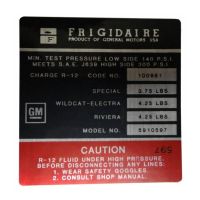 F
FRIGIDAIRE
PRODUCT OF GENERAL MOTORS USA
MIN. TEST PRESSURE LOW SIDE 140 P.S.I
MEETS S.A.E. J639 HIGH SIDE 300 P.S.I
CHARGE R-12 CODE NO.
SPECIAL 3.75 LBS.
WILDCAT-ELECTRA 4.25 LBS.
GM
RIVIERA 4.25 LBS.
MODEL NO. 5910597
CAUTION 597
R-12 FLUID UNDER HIGH PRESSURE.
BEFORE DISCONNECTING ANY LINES:
1. WEAR SAFETY GOGGLES.
2. CONSULT SHOP MANUAL.